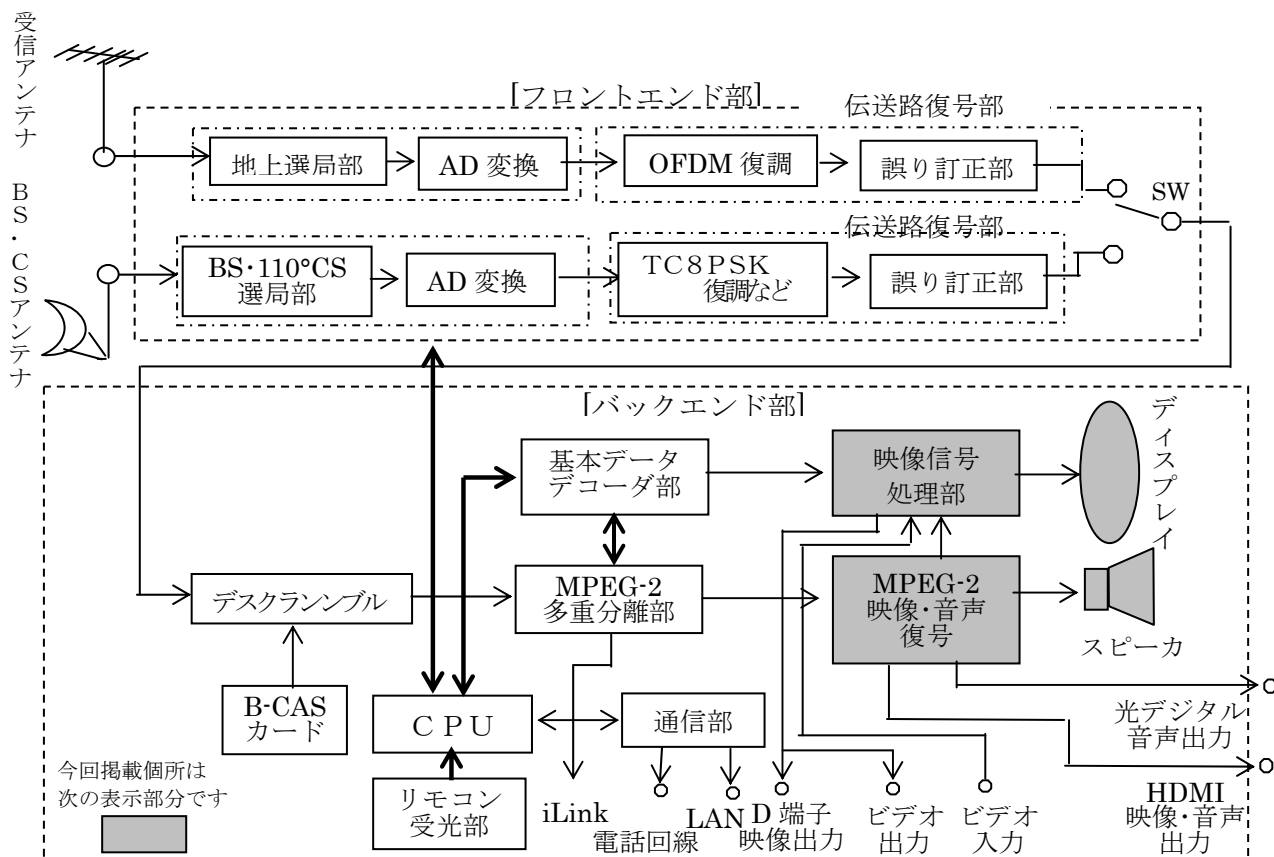 受信アンテナ
BS・CSアンテナ
[フロントエンド部]
伝送路復号部
地上選局部
AD 変換
OFDM 復調
誤り訂正部
SW
伝送路復号部
BS・110°CS
選局部
AD 変換
TC8PSK
復調など
誤り訂正部
[バックエンド部]
基本データ
デコーダ部
映像信号
処理部
ディスプレイ
デスクランンブル
MPEG-2
多重分離部
MPEG-2
映像・音声
復号
スピーカ
B-CAS
カード
CPU
通信部
光デジタル
音声出力
今回掲載個所は
次の表示部分です
リモコン
受光部
iLink
電話回線
LAN
D 端子
映像出力
ビデオ
出力
ビデオ
入力
HDMI
映像・音声
出力